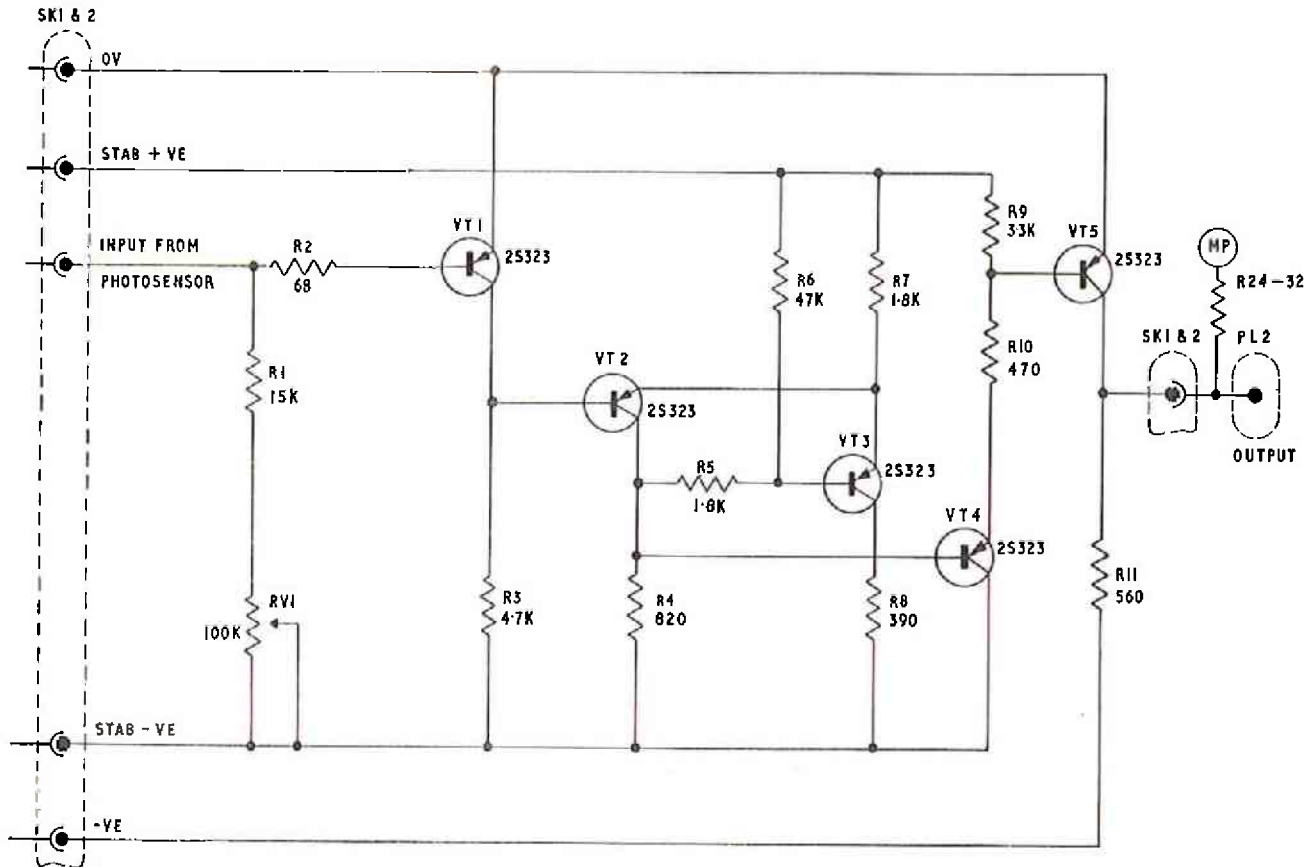 SKI & 2
0V
STAB + VE
INPUT FROM
PHOTOSENSOR
R2
68
VT1
2S323
R9
33K
VT5
2S323
MP
R24-32
R6
47K
R7
1.8K
R1
15K
VT2
2S323
R10
470
SKI & 2
PL2
OUTPUT
VT3
2S323
R5
1·8K
VT4
2S323
RV1
100K
R3
4·7K
R4
820
R8
390
R11
560
STAB - VE
-VE